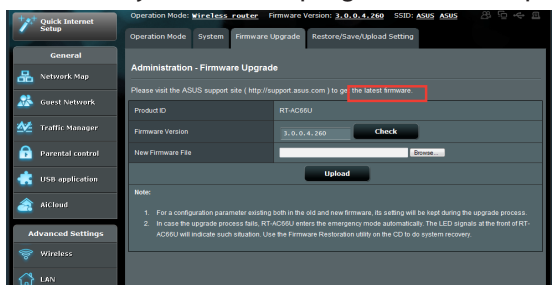 Quick Internet
Setup
Operation Mode: Wireless router Firmware Version: 3.0.0.4.260 SSID: ASUS ASUS
Operation Mode System Firmware Upgrade Restore/Save/Upload Setting
General
Network Map
Guest Network
Traffic Manager
Parental control
USB application
AiCloud
Advanced Settings
Wireless
LAN
Administration - Firmware Upgrade
Please visit the ASUS support site ( http://support.asus.com ) to get the latest firmware.
Product ID RT-AC66U
Firmware Version 3.0.0.4.260 Check
New Firmware File Browse...
Upload
Note:
1. For a configuration parameter existing both in the old and new firmware, its setting will be kept during the upgrade process.
2. In case the upgrade process fails, RT-AC66U enters the emergency mode automatically. The LED signals at the front of RT-
AC66U will indicate such situation. Use the Firmware Restoration utility on the CD to do system recovery.